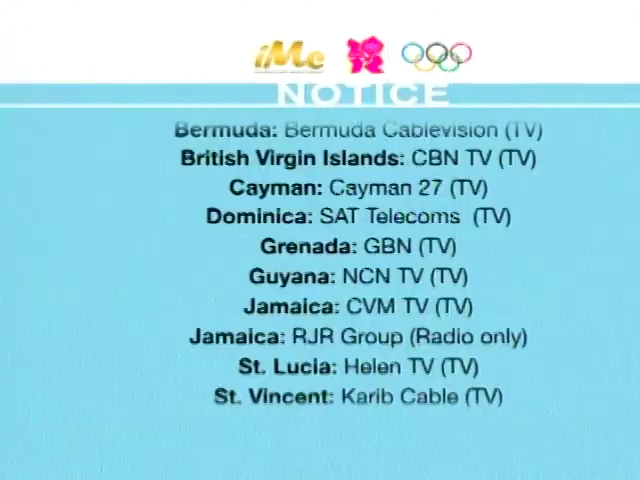 iMc
NOTICE
Bermuda: Bermuda Cablevision (TV)
British Virgin Islands: CBN TV (TV)
Cayman: Cayman 27 (TV)
Dominica: SAT Telecoms (TV)
Grenada: GBN (TV)
Guyana: NCN TV (TV)
Jamaica: CVM TV (TV)
Jamaica: RJR Group (Radio only)
St. Lucia: Helen TV (TV)
St. Vincent: Karib Cable (TV)